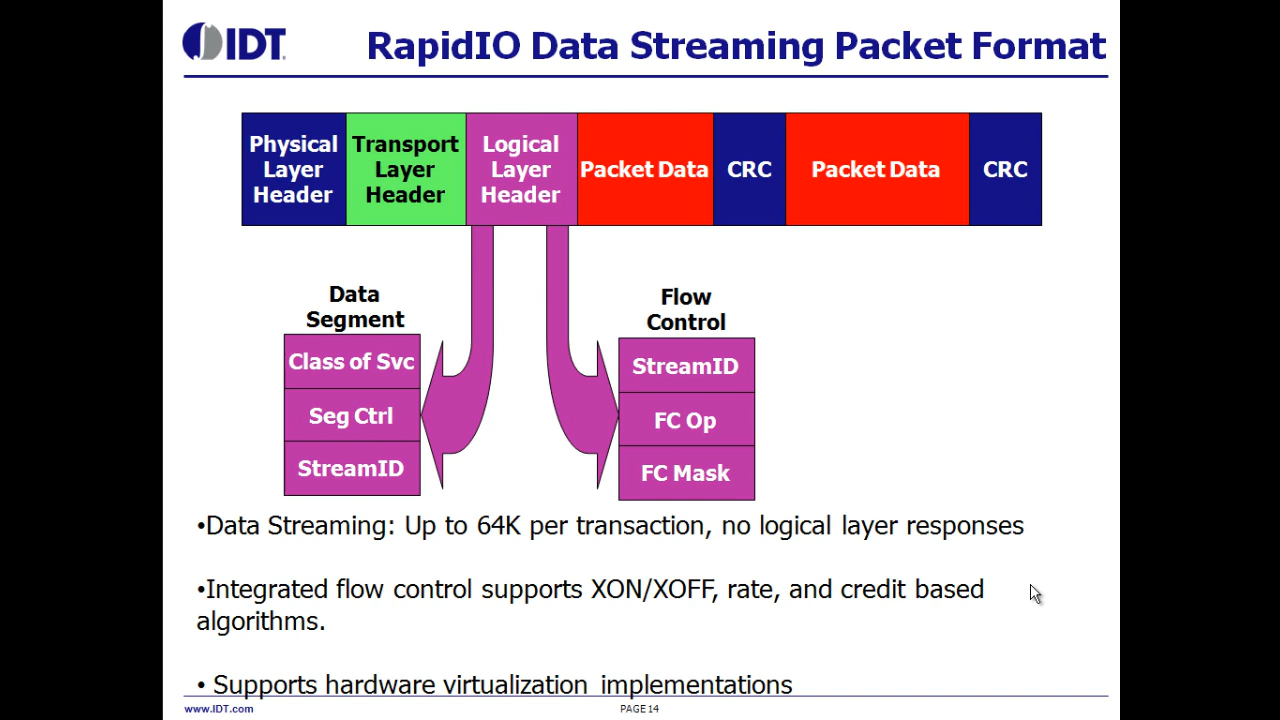 IDT
RapidIO Data Streaming Packet Format
Physical
Layer
Header
Transport
Layer
Header
Logical
Layer
Header
Packet Data
CRC
Packet Data
CRC
Data
Segment
Class of Svc
Seg Ctrl
StreamID
Flow
Control
StreamID
FC Op
FC Mask
•Data Streaming: Up to 64K per transaction, no logical layer responses
•Integrated flow control supports XON/XOFF, rate, and credit based
algorithms.
• Supports hardware virtualization implementations
www.IDT.com
PAGE 14